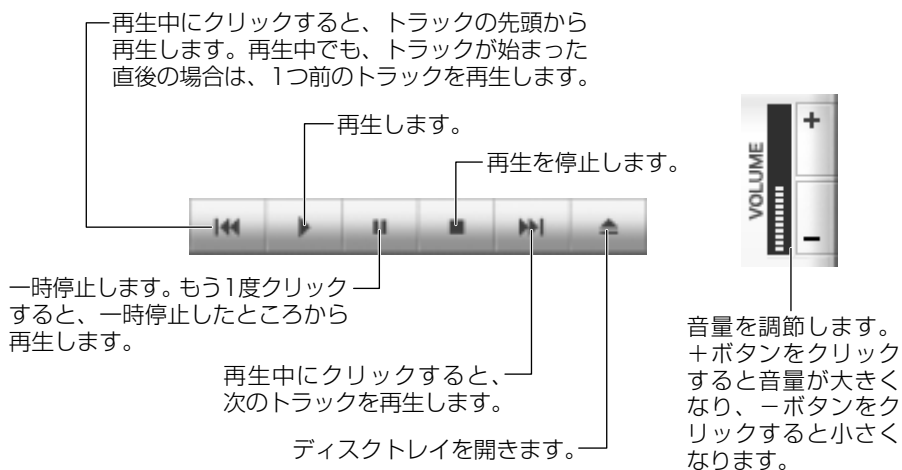 再生中にクリックすると、トラックの先頭から
再生します。再生中でも、トラックが始まった
直後の場合は、1つ前のトラックを再生します。
再生します。
再生を停止します。
一時停止します。もう1度クリック
すると、一時停止したところから
再生します。
再生中にクリックすると、
次のトラックを再生します。
ディスクトレイを開きます。
VOLUME
+
−
音量を調節します。
+ボタンをクリック
すると音量が大きく
なり、−ボタンをク
リックすると小さく
なります。